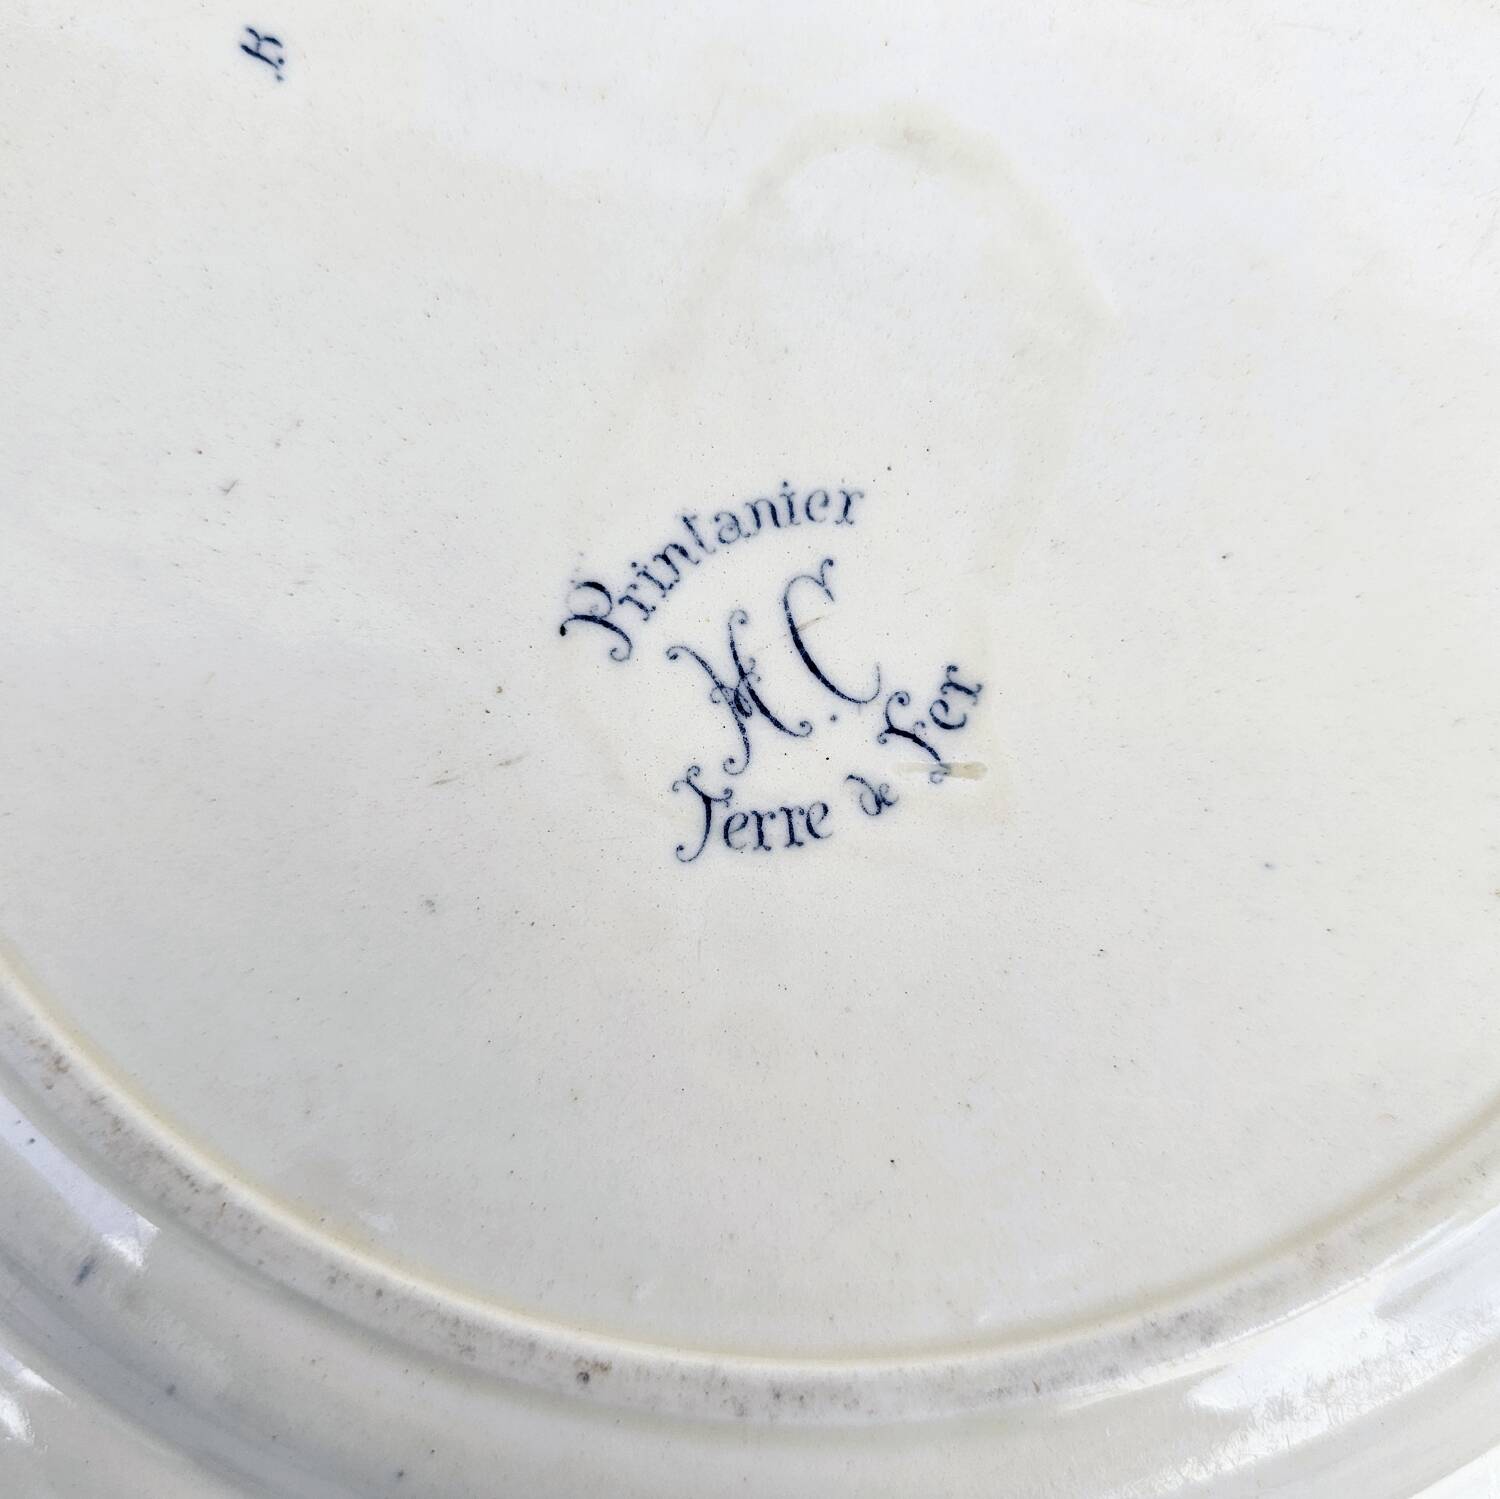 K
Printanier
H. C
Terre de Fer